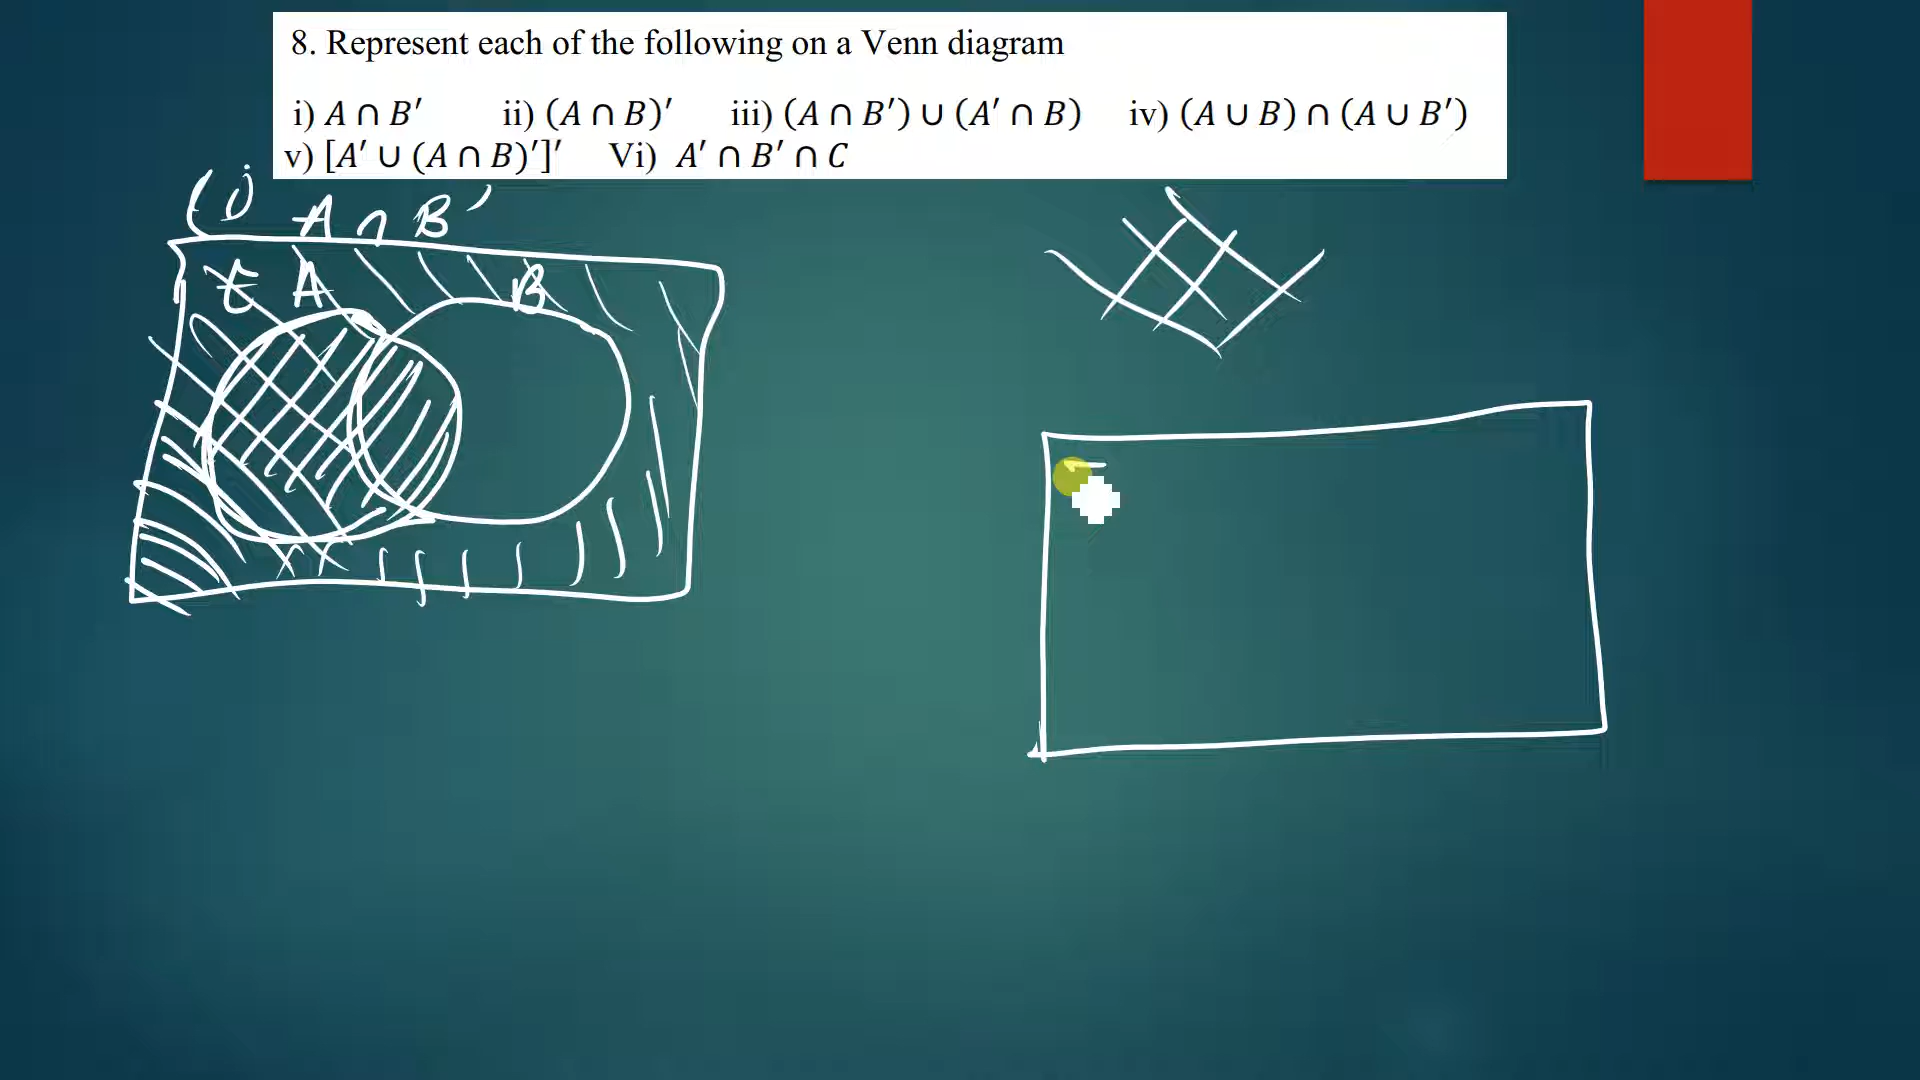 8. Represent each of the following on a Venn diagram
i) A ∩ B′ ii) (A ∩ B)′ iii) (A ∩ B′) ∪ (A′ ∩ B) iv) (A ∪ B) ∩ (A ∪ B′)
v) [A′ ∪ (A ∩ B)′]′ Vi) A′ ∩ B′ ∩ C
A ∩ B′
A B